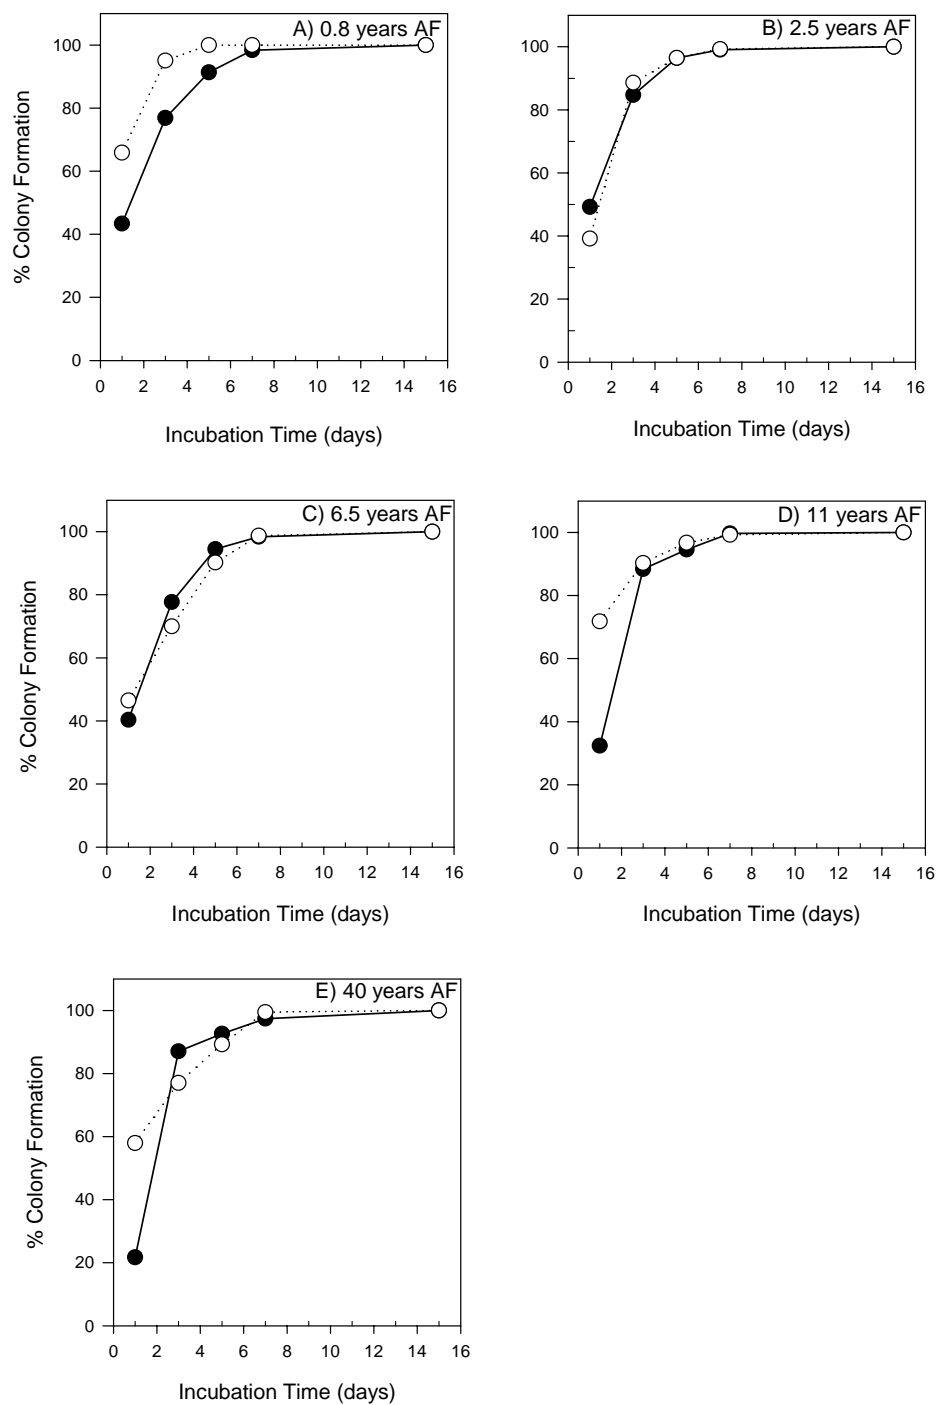 A) 0.8 years AF
100
80
60
40
20
0
% Colony Formation
0 2 4 6 8 10 12 14 16
Incubation Time (days)
B) 2.5 years AF
100
80
60
40
20
0
0 2 4 6 8 10 12 14 16
Incubation Time (days)
C) 6.5 years AF
100
80
60
40
20
0
% Colony Formation
0 2 4 6 8 10 12 14 16
Incubation Time (days)
D) 11 years AF
100
80
60
40
20
0
0 2 4 6 8 10 12 14 16
Incubation Time (days)
E) 40 years AF
100
80
60
40
20
0
% Colony Formation
0 2 4 6 8 10 12 14 16
Incubation Time (days)